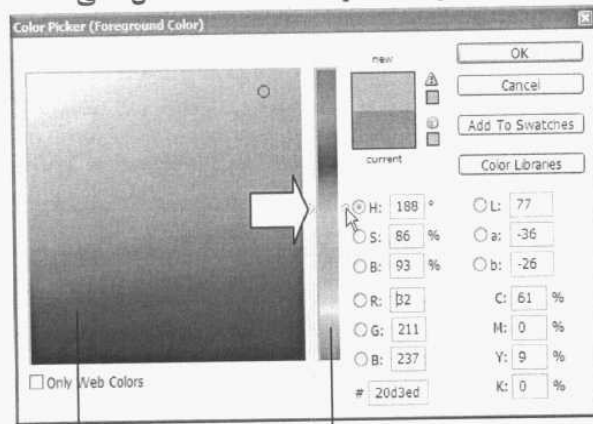 Color Picker (Foreground Color)
new
current
OK
Cancel
Add To Swatches
Color Libranes
H: 188 °
S: 86 %
B: 93 %
R: 32
G: 211
B: 237
# 20d3ed
L: 77
a: -36
b: -26
C: 61 %
M: 0 %
Y: 9 %
K: 0 %
Only Web Colors